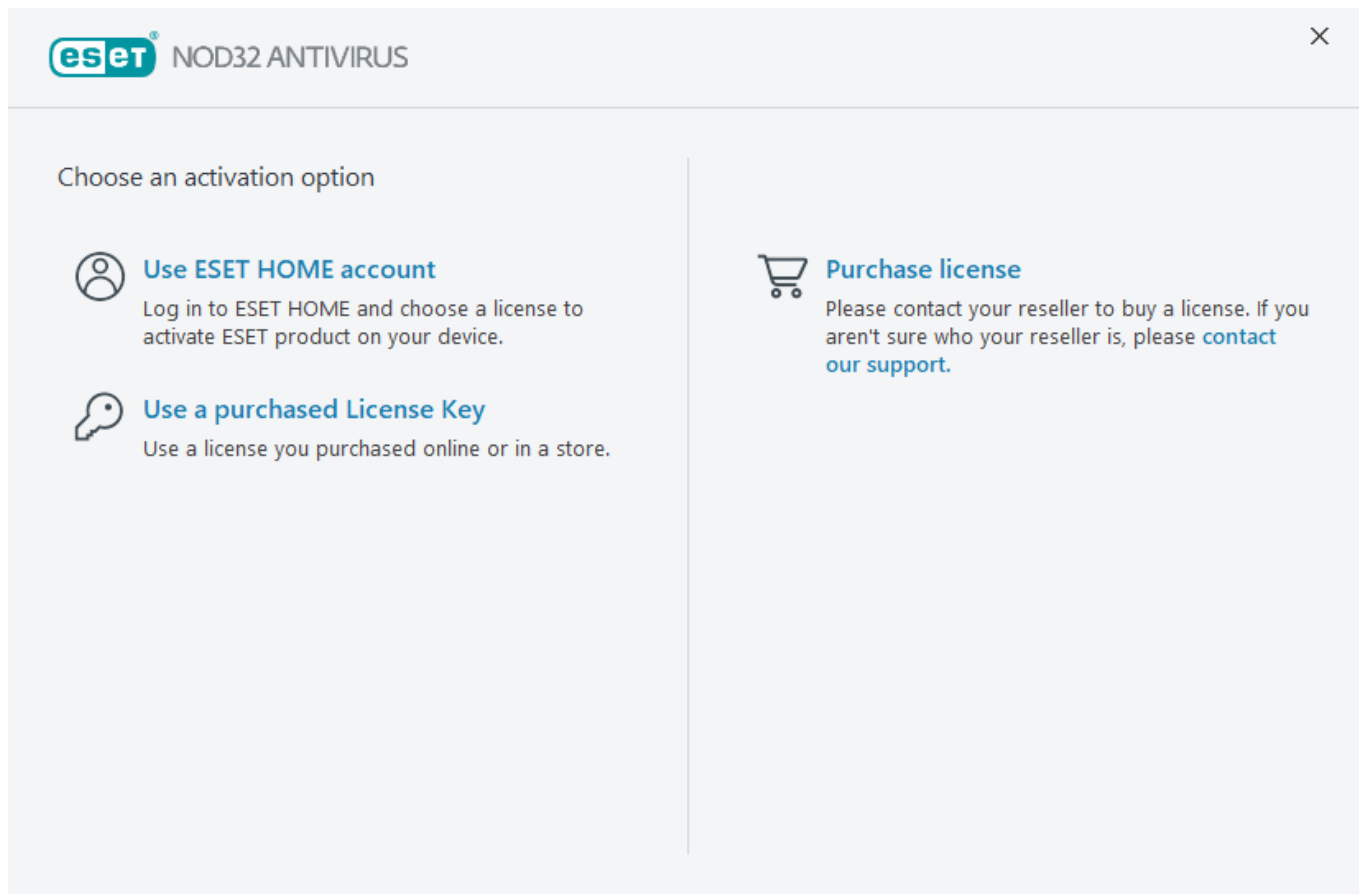 eset® NOD32 ANTIVIRUS
Choose an activation option
Use ESET HOME account
Log in to ESET HOME and choose a license to
activate ESET product on your device.
Use a purchased License Key
Use a license you purchased online or in a store.
Purchase license
Please contact your reseller to buy a license. If you
aren't sure who your reseller is, please contact
our support.